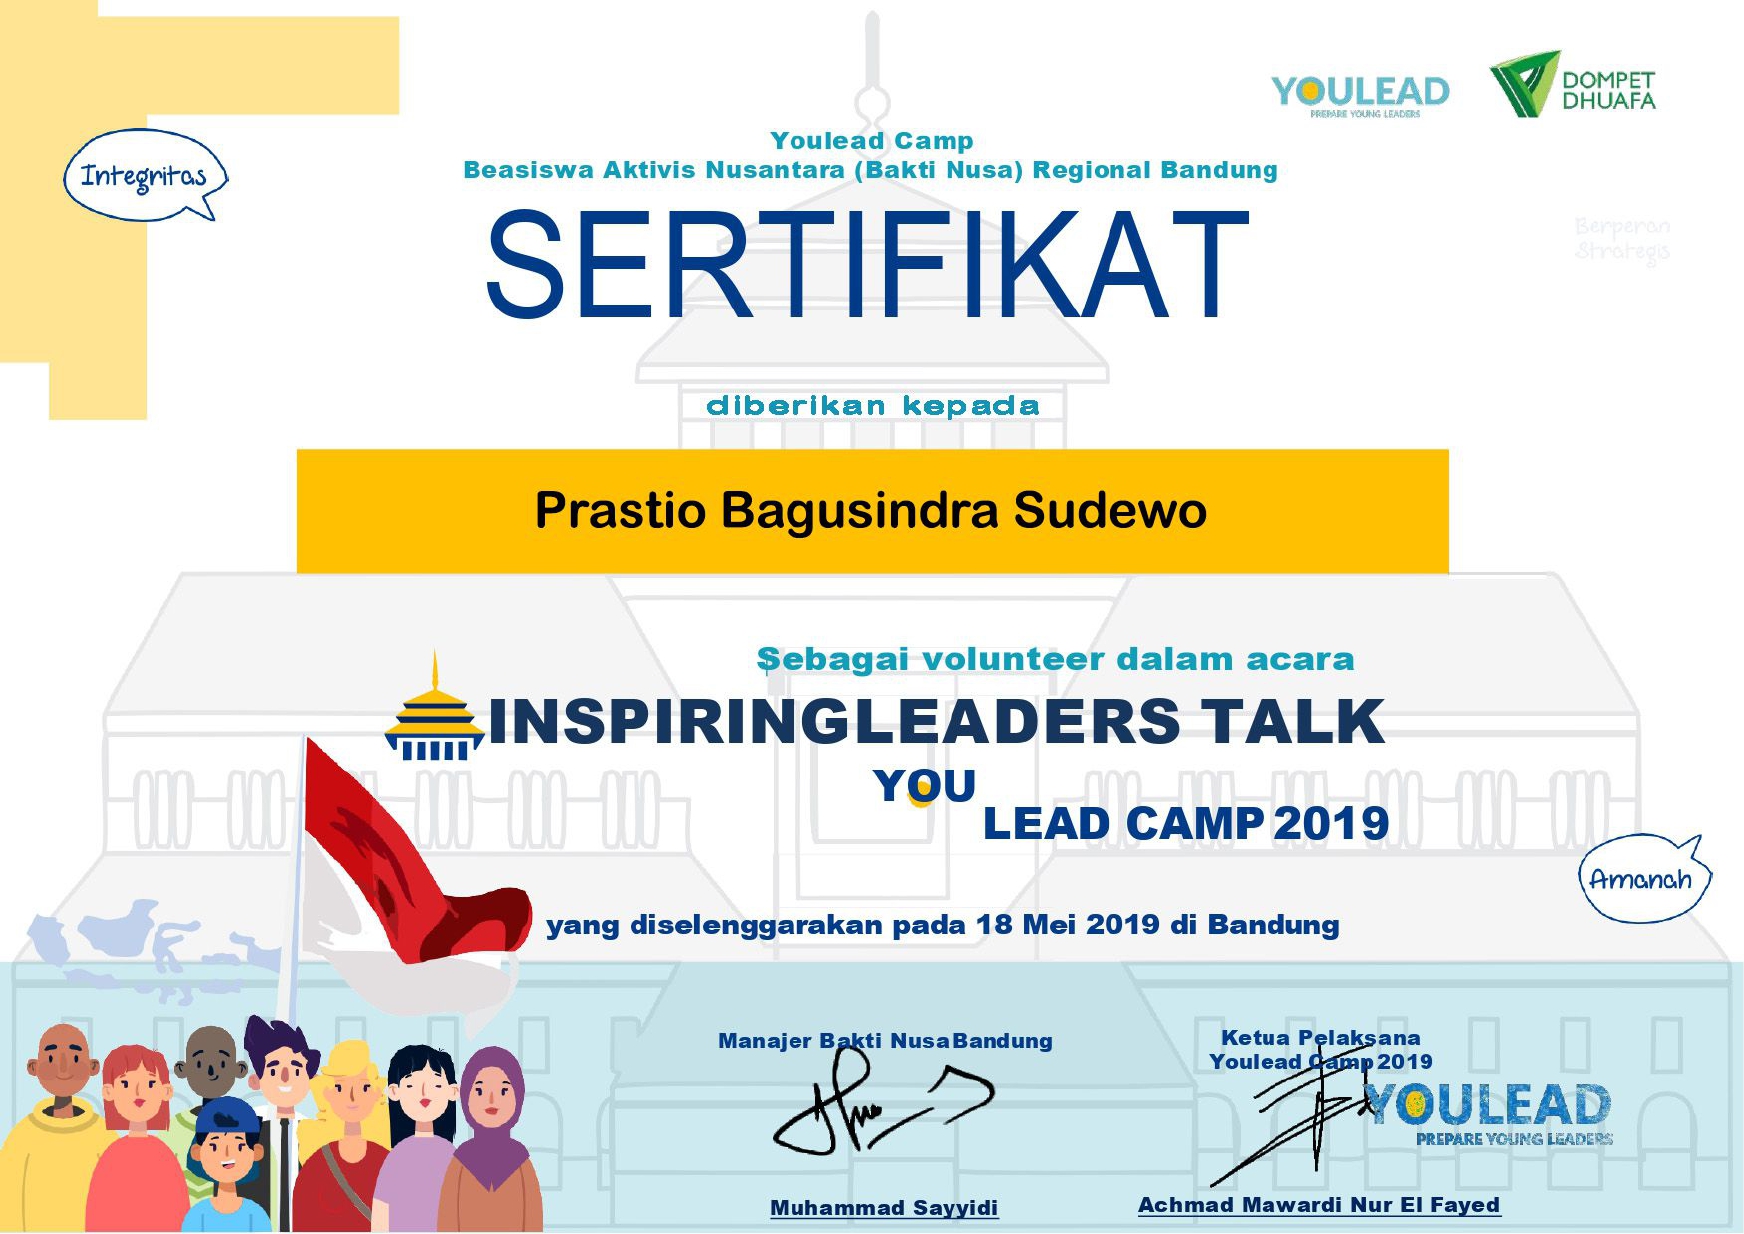 YOULEAD
PREPARE YOUNG LEADERS
DOMPET
DHUAFA
Youlead Camp
Beasiswa Aktivis Nusantara (Bakti Nusa) Regional Bandung
Integritas
SERTIFIKAT
Berperan
Strategis
diberikan kepada
Prastio Bagusindra Sudewo
Sebagai volunteer dalam acara
INSPIRINGLEADERS TALK
YOU
LEAD CAMP 2019
Amanah
yang diselenggarakan pada 18 Mei 2019 di Bandung
Manajer Bakti NusaBandung
Ketua Pelaksana
Youlead Camp 2019
YOULEAD
PREPARE YOUNG LEADERS
Muhammad Sayyidi
Achmad Mawardi Nur El Fayed